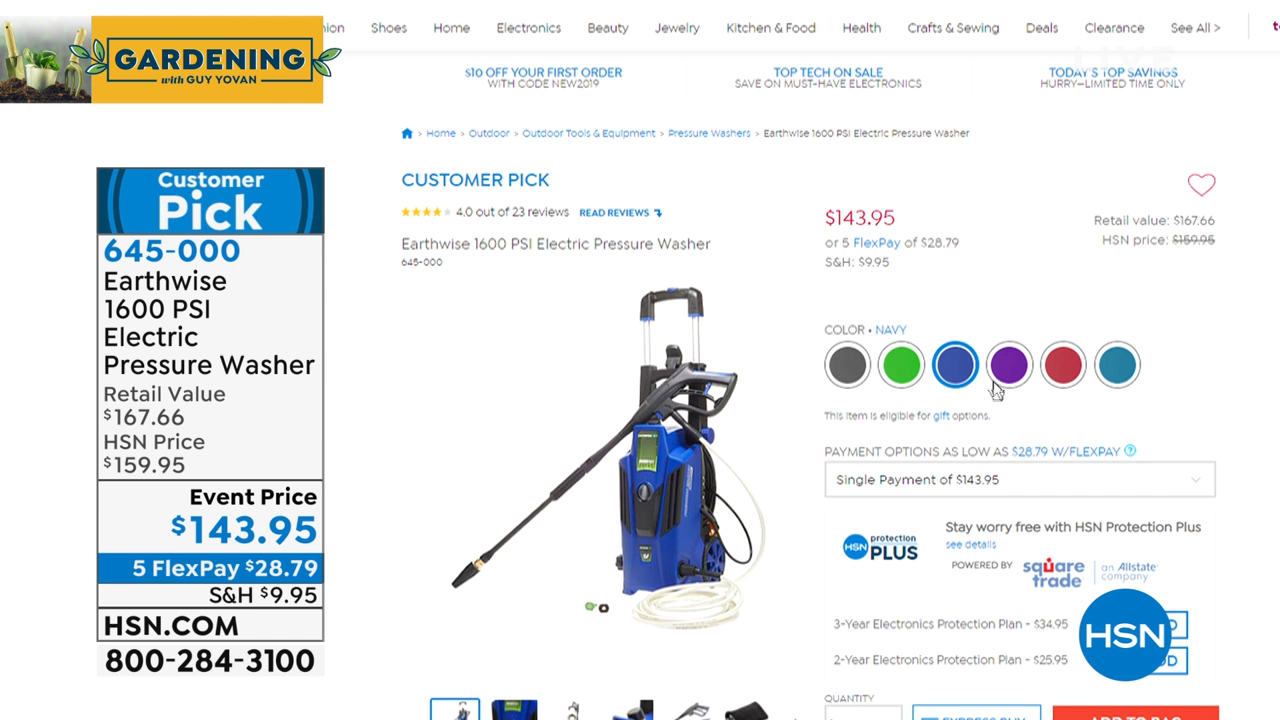 GARDENING
with GUY YOVAN
Shoes
Home
Electronics
Beauty
Jewelry
Kitchen & Food
Health
Crafts & Sewing
Deals
Clearance
See All >
LIVE
$10 OFF YOUR FIRST ORDER
WITH CODE NEW2019
TOP TECH ON SALE
SAVE ON MUST-HAVE ELECTRONICS
TODAY'S TOP SAVINGS
HURRY—LIMITED TIME ONLY
> Home > Outdoor > Outdoor Tools & Equipment > Pressure Washers > Earthwise 1600 PSI Electric Pressure Washer
Customer
Pick
645-000
Earthwise
1600 PSI
Electric
Pressure Washer
Retail Value
$167.66
HSN Price
$159.95
Event Price
$143.95
5 FlexPay $28.79
S&H $9.95
HSN.COM
800-284-3100
CUSTOMER PICK
4.0 out of 23 reviews READ REVIEWS
Earthwise 1600 PSI Electric Pressure Washer
645-000
$143.95
or 5 FlexPay of $28.79
S&H: $9.95
Retail value: $167.66
HSN price: $159.95
COLOR • NAVY
This item is eligible for gift options.
PAYMENT OPTIONS AS LOW AS $28.79 W/FLEXPAY ?
Single Payment of $143.95
HSN protection PLUS
Stay worry free with HSN Protection Plus
see details
POWERED BY
square trade
an Allstate company
3-Year Electronics Protection Plan - $34.95
2-Year Electronics Protection Plan - $25.95
HSN
QUANTITY
EXPRESS BUY
ADD TO BAG